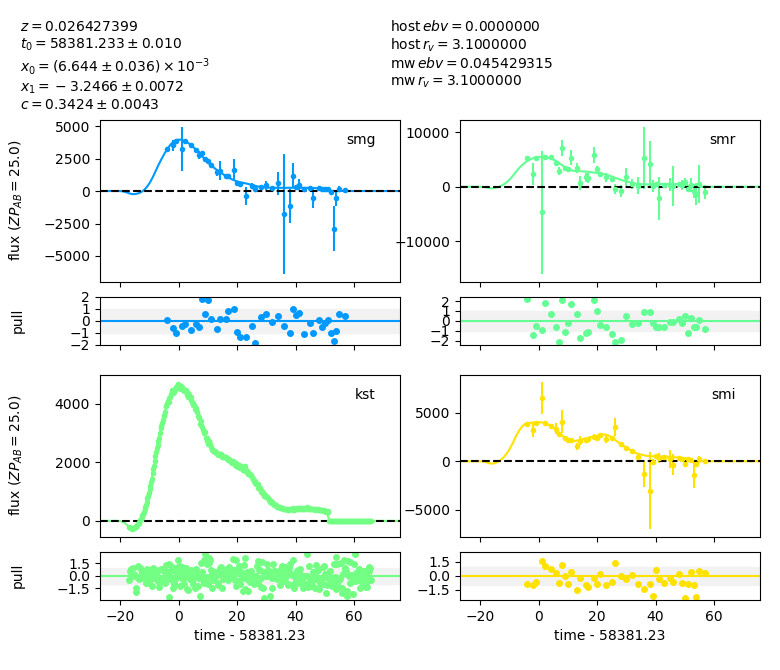 z = 0.026427399
t₀ = 58381.233 ± 0.010
x₀ = (6.644 ± 0.036) × 10⁻³
x₁ = −3.2466 ± 0.0072
c = 0.3424 ± 0.0043
host ebv = 0.0000000
host r_v = 3.1000000
mw ebv = 0.045429315
mw r_v = 3.1000000
flux (ZP_AB = 25.0)
5000
2500
0
−2500
−5000
smg
10000
0
−10000
smr
pull
2
1
0
−1
−2
2
1
0
−1
−2
flux (ZP_AB = 25.0)
4000
2000
0
kst
5000
0
−5000
smi
pull
1.5
0.0
−1.5
1.5
0.0
−1.5
−20 0 20 40 60
time - 58381.23
−20 0 20 40 60
time - 58381.23